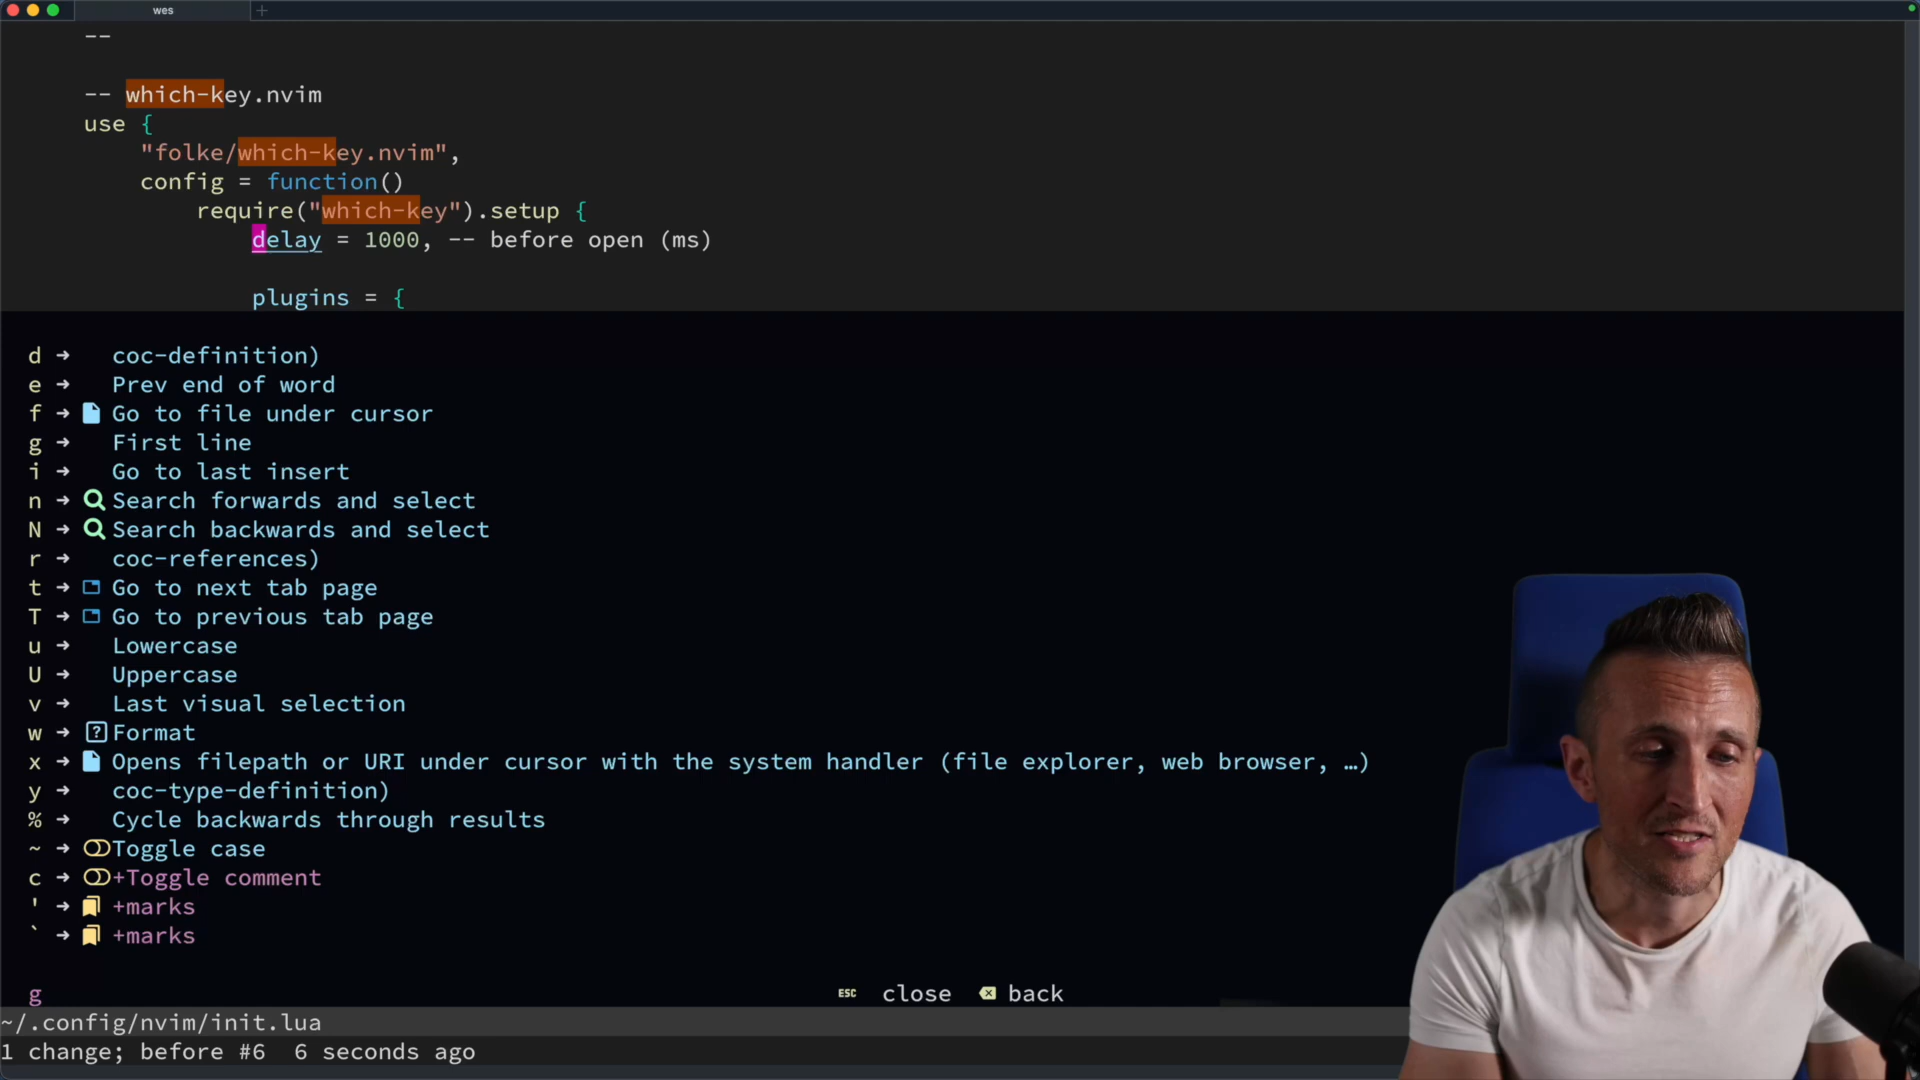 wes
--
-- which-key.nvim
use {
"folke/which-key.nvim",
config = function()
require("which-key").setup {
delay = 1000, -- before open (ms)
plugins = {
d ➜ coc-definition)
e ➜ Prev end of word
f ➜ Go to file under cursor
g ➜ First line
i ➜ Go to last insert
n ➜ Search forwards and select
N ➜ Search backwards and select
r ➜ coc-references)
t ➜ Go to next tab page
T ➜ Go to previous tab page
u ➜ Lowercase
U ➜ Uppercase
v ➜ Last visual selection
w ➜ Format
x ➜ Opens filepath or URI under cursor with the system handler (file explorer, web browser, …)
y ➜ coc-type-definition)
% ➜ Cycle backwards through results
~ ➜ Toggle case
c ➜ +Toggle comment
' ➜ +marks
` ➜ +marks
g ESC close back
~/.config/nvim/init.lua
1 change; before #6 6 seconds ago